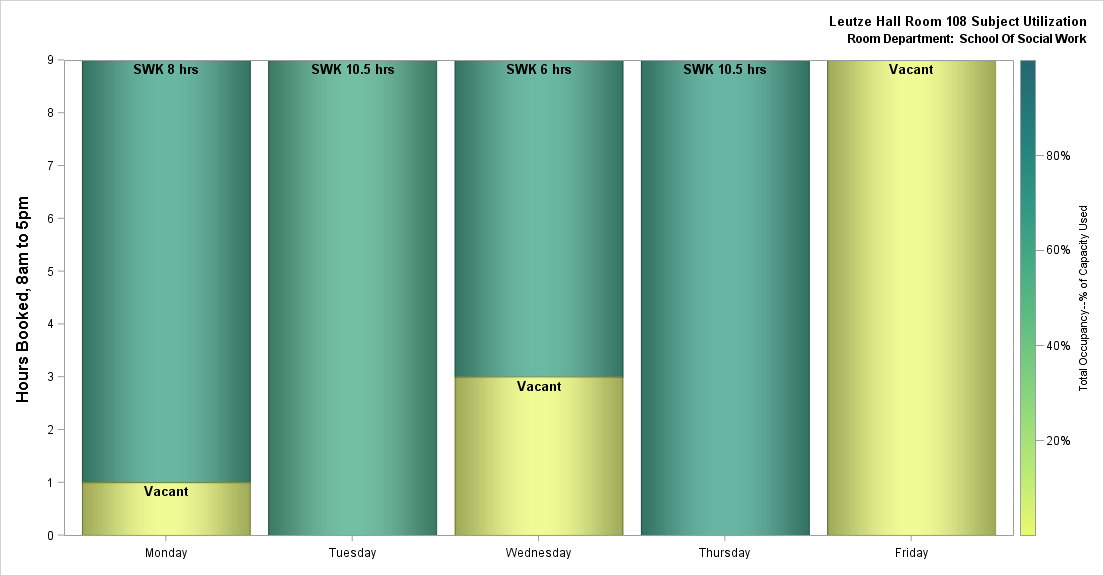 Leutze Hall Room 108 Subject Utilization
Room Department: School Of Social Work
Hours Booked, 8am to 5pm
9
8
7
6
5
4
3
2
1
0
SWK 8 hrs
Vacant
SWK 10.5 hrs
SWK 6 hrs
Vacant
SWK 10.5 hrs
Vacant
Monday
Tuesday
Wednesday
Thursday
Friday
80%
60%
40%
20%
Total Occupancy--% of Capacity Used